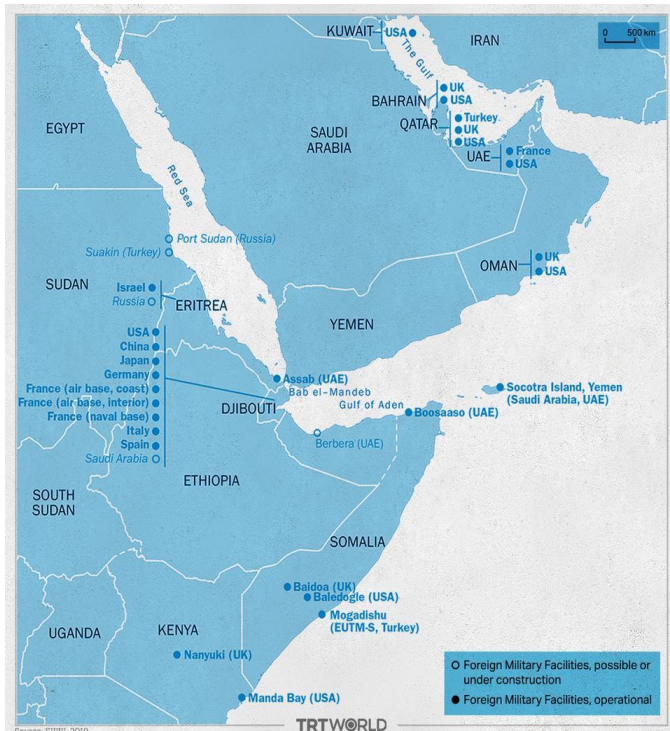 KUWAIT
USA
The Gulf
IRAN
0 500 km
BAHRAIN
UK
USA
QATAR
Turkey
UK
USA
UAE
France
USA
EGYPT
SAUDI
ARABIA
Red Sea
Port Sudan (Russia)
Suakin (Turkey)
OMAN
UK
USA
SUDAN
Israel
Russia
ERITREA
YEMEN
USA
China
Japan
Germany
France (air base, coast)
France (air base, interior)
France (naval base)
Italy
Spain
Saudi Arabia
DJIBOUTI
Assab (UAE)
Bab el-Mandeb
Gulf of Aden
Socotra Island, Yemen
(Saudi Arabia, UAE)
Boosaaso (UAE)
Berbera (UAE)
ETHIOPIA
SOUTH
SUDAN
SOMALIA
Baidoa (UK)
Baledogle (USA)
Mogadishu
(EUTM-S, Turkey)
UGANDA
KENYA
Nanyuki (UK)
Manda Bay (USA)
Foreign Military Facilities, possible or
under construction
Foreign Military Facilities, operational
TRTWORLD